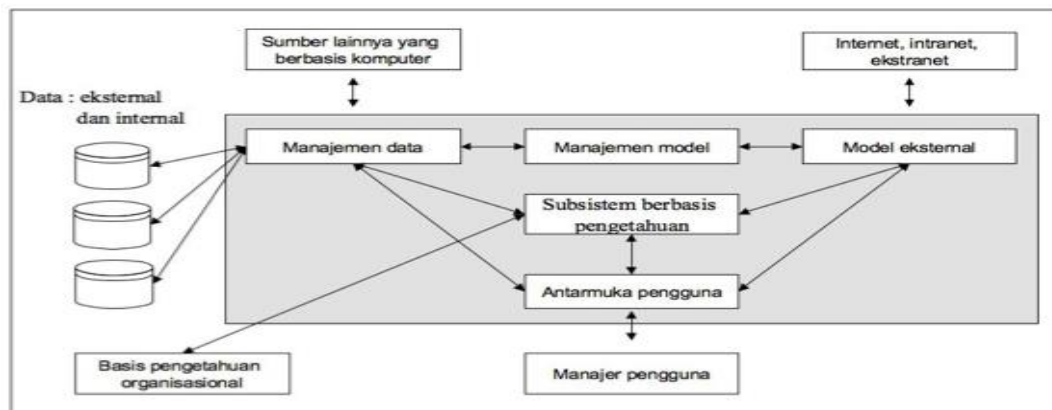 Sumber lainnya yang
berbasis komputer
Internet, intranet,
ekstranet
Data : eksternal
dan internal
Manajemen data
Manajemen model
Model eksternal
Subsistem berbasis
pengetahuan
Antarmuka pengguna
Basis pengetahuan
organisasional
Manajer pengguna